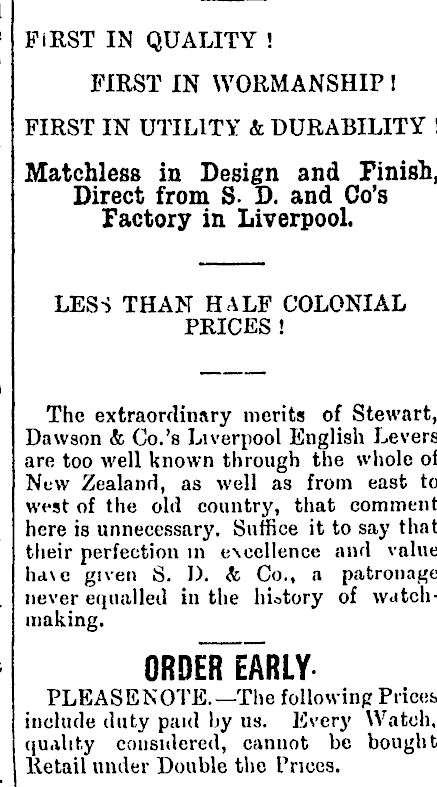 FIRST IN QUALITY !
FIRST IN WORMANSHIP !
FIRST IN UTILITY & DURABILITY !
Matchless in Design and Finish,
Direct from S. D. and Co's
Factory in Liverpool.
LESS THAN HALF COLONIAL
PRICES !
The extraordinary merits of Stewart,
Dawson & Co.'s Liverpool English Levers
are too well known through the whole of
New Zealand, as well as from east to
west of the old country, that comment
here is unnecessary. Suffice it to say that
their perfection in excellence and value
have given S. D. & Co., a patronage
never equalled in the history of watch-
making.
ORDER EARLY.
PLEASE NOTE.—The following Prices
include duty paid by us. Every Watch,
quality considered, cannot be bought
Retail under Double the Prices.